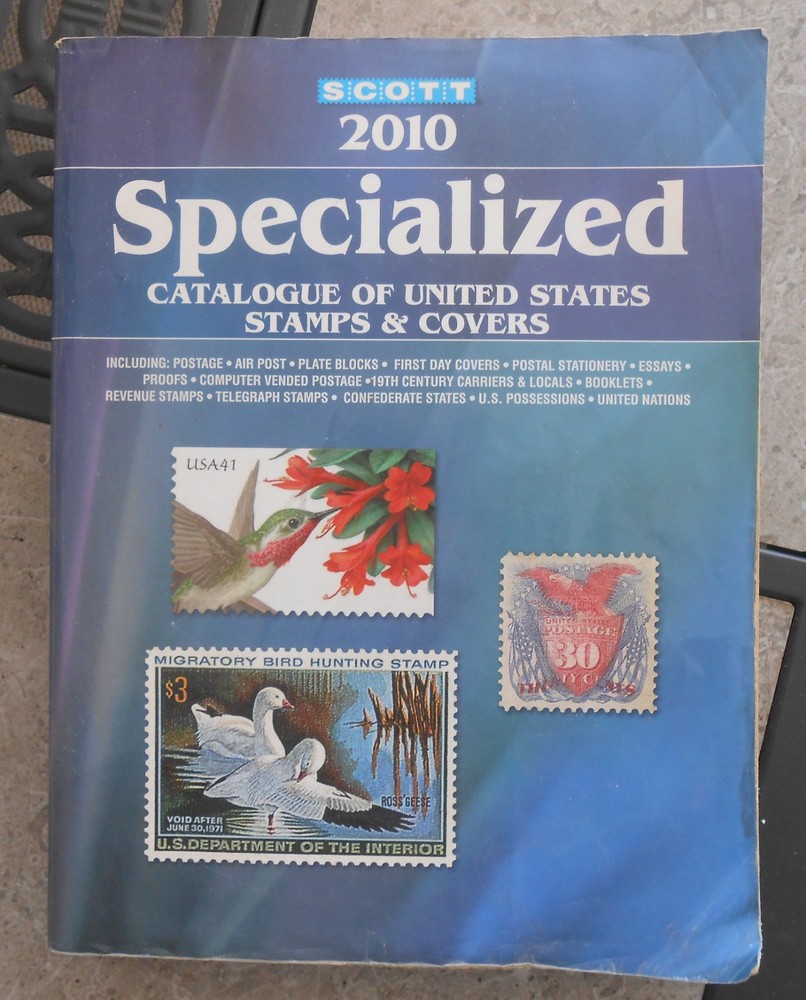 SCOTT
2010
Specialized
CATALOGUE OF UNITED STATES
STAMPS & COVERS
INCLUDING: POSTAGE • AIR POST • PLATE BLOCKS • FIRST DAY COVERS • POSTAL STATIONERY • ESSAYS •
PROOFS • COMPUTER VENDED POSTAGE •19TH CENTURY CARRIERS & LOCALS • BOOKLETS •
REVENUE STAMPS • TELEGRAPH STAMPS • CONFEDERATE STATES • U.S. POSSESSIONS • UNITED NATIONS
USA41
UNITED STATES
POSTAGE
30
MIGRATORY BIRD HUNTING STAMP
$3
ROSS' GEESE
VOID AFTER
JUNE 30, 1971
U.S. DEPARTMENT OF THE INTERIOR